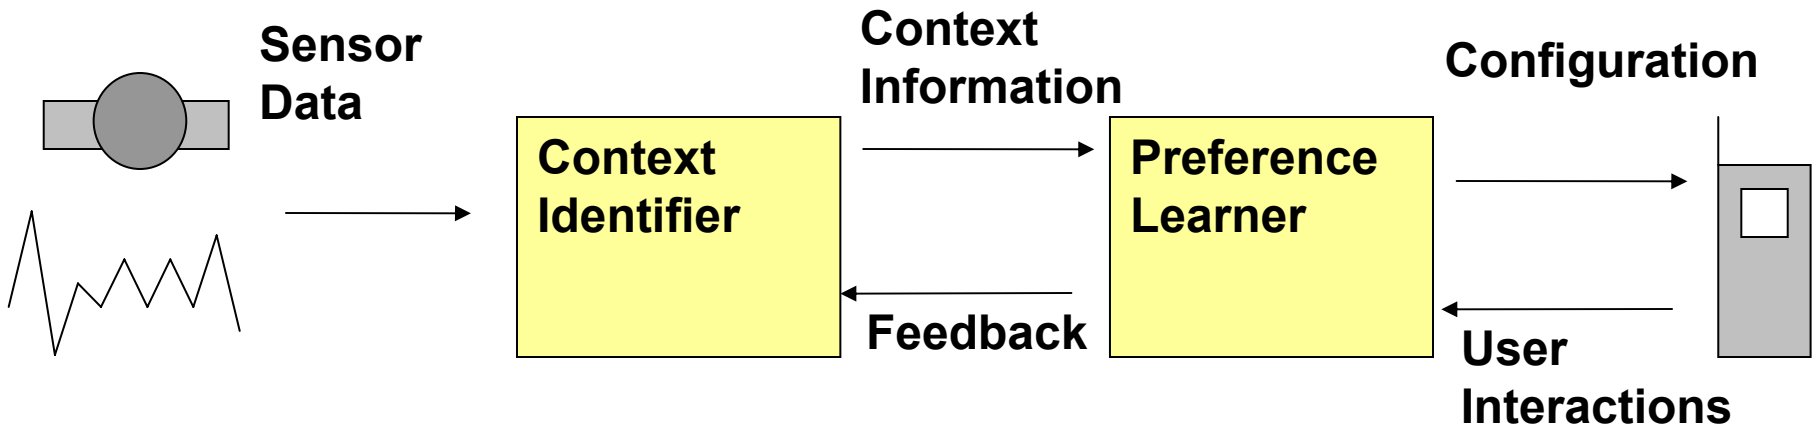 Sensor
Data
Context
Identifier
Context
Information
Feedback
Preference
Learner
Configuration
User
Interactions